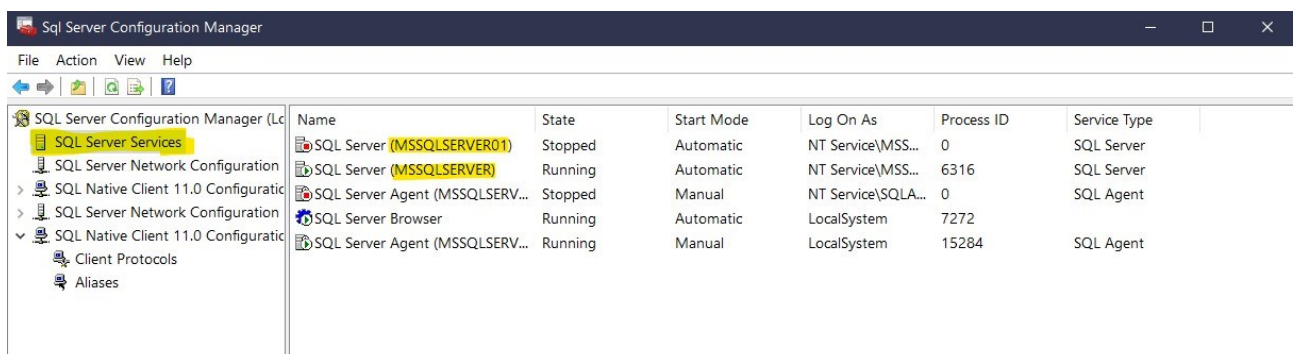 Sql Server Configuration Manager
File Action View Help
SQL Server Configuration Manager (Lc
SQL Server Services
SQL Server Network Configuration
SQL Native Client 11.0 Configuratic
SQL Server Network Configuration
SQL Native Client 11.0 Configuratic
Client Protocols
Aliases
Name State Start Mode Log On As Process ID Service Type
SQL Server (MSSQLSERVER01) Stopped Automatic NT Service\MSS... 0 SQL Server
SQL Server (MSSQLSERVER) Running Automatic NT Service\MSS... 6316 SQL Server
SQL Server Agent (MSSQLSERV... Stopped Manual NT Service\SQLA... 0 SQL Agent
SQL Server Browser Running Automatic LocalSystem 7272
SQL Server Agent (MSSQLSERV... Running Manual LocalSystem 15284 SQL Agent